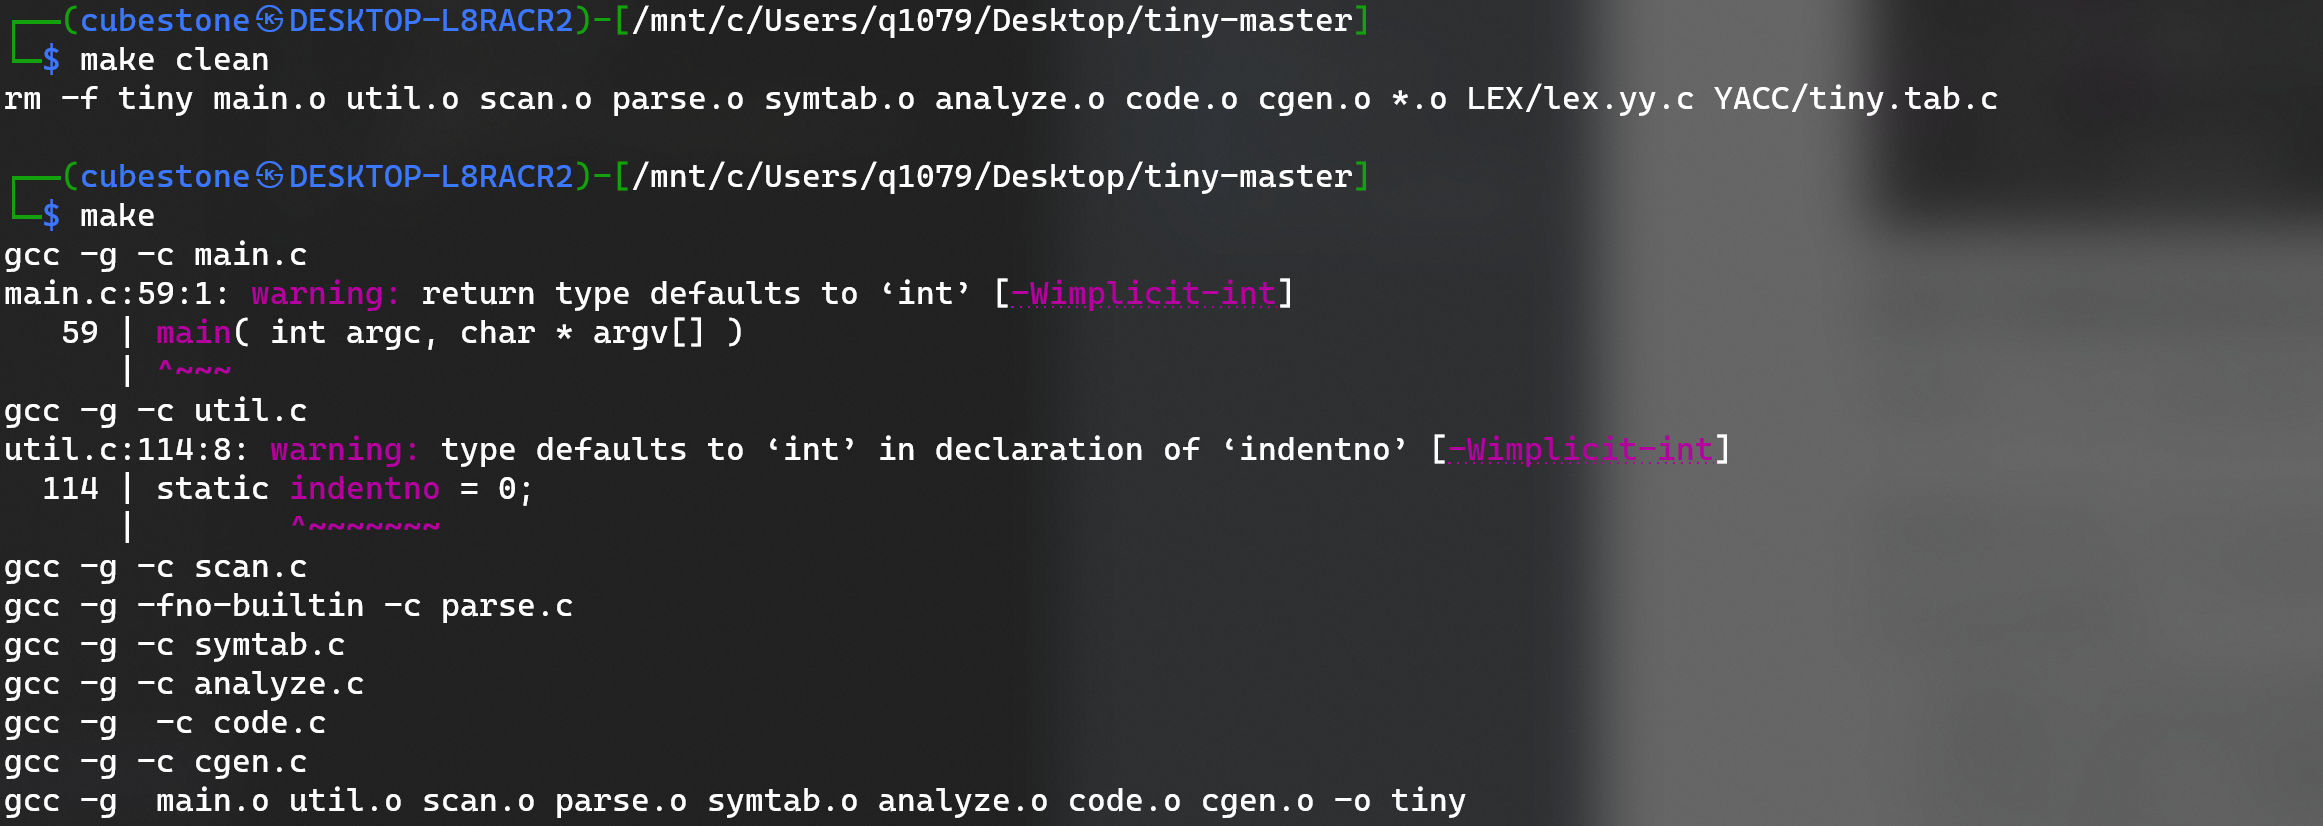 ┌──(cubestone㉿DESKTOP-L8RACR2)-[/mnt/c/Users/q1079/Desktop/tiny-master]
└─$ make clean
rm -f tiny main.o util.o scan.o parse.o symtab.o analyze.o code.o cgen.o *.o LEX/lex.yy.c YACC/tiny.tab.c
┌──(cubestone㉿DESKTOP-L8RACR2)-[/mnt/c/Users/q1079/Desktop/tiny-master]
└─$ make
gcc -g -c main.c
main.c:59:1: warning: return type defaults to ‘int’ [-Wimplicit-int]
   59 | main( int argc, char * argv[] )
      | ^~~~
gcc -g -c util.c
util.c:114:8: warning: type defaults to ‘int’ in declaration of ‘indentno’ [-Wimplicit-int]
  114 | static indentno = 0;
      |        ^~~~~~~~
gcc -g -c scan.c
gcc -g -fno-builtin -c parse.c
gcc -g -c symtab.c
gcc -g -c analyze.c
gcc -g  -c code.c
gcc -g -c cgen.c
gcc -g  main.o util.o scan.o parse.o symtab.o analyze.o code.o cgen.o -o tiny